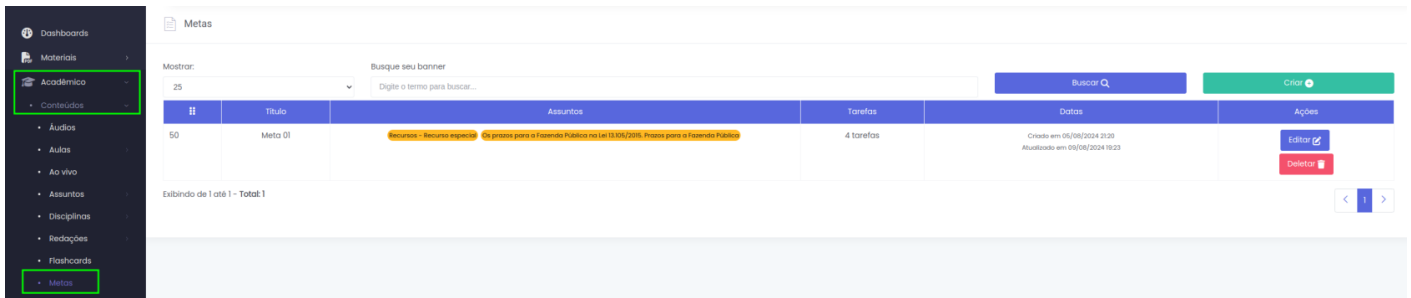 Dashboards
Materiais
Acadêmico
Conteúdos
Áudios
Aulas
Ao vivo
Assuntos
Disciplinas
Redações
Flashcards
Metas
Metas
Mostrar:
Busque seu banner
25
Digite o termo para buscar...
Buscar
Criar
Título
Assuntos
Tarefas
Datas
Ações
50
Meta 01
Recursos - Recurso especial
Os prazos para a Fazenda Pública na Lei 13.105/2015. Prazos para a Fazenda Pública
4 tarefas
Criado em 05/08/2024 21:20
Atualizado em 09/08/2024 19:23
Editar
Deletar
Exibindo de 1 até 1 - Total: 1
< 1 >